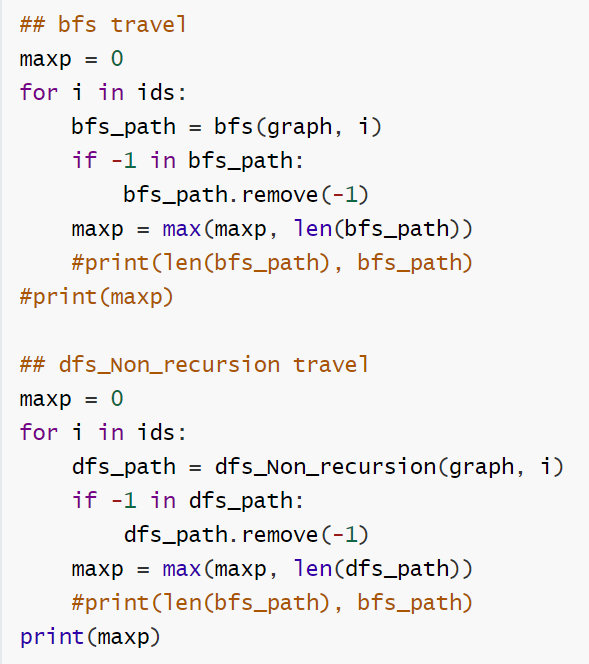 ## bfs travel
maxp = 0
for i in ids:
    bfs_path = bfs(graph, i)
    if -1 in bfs_path:
        bfs_path.remove(-1)
    maxp = max(maxp, len(bfs_path))
    #print(len(bfs_path), bfs_path)
#print(maxp)

## dfs_Non_recursion travel
maxp = 0
for i in ids:
    dfs_path = dfs_Non_recursion(graph, i)
    if -1 in dfs_path:
        dfs_path.remove(-1)
    maxp = max(maxp, len(dfs_path))
    #print(len(bfs_path), bfs_path)
print(maxp)